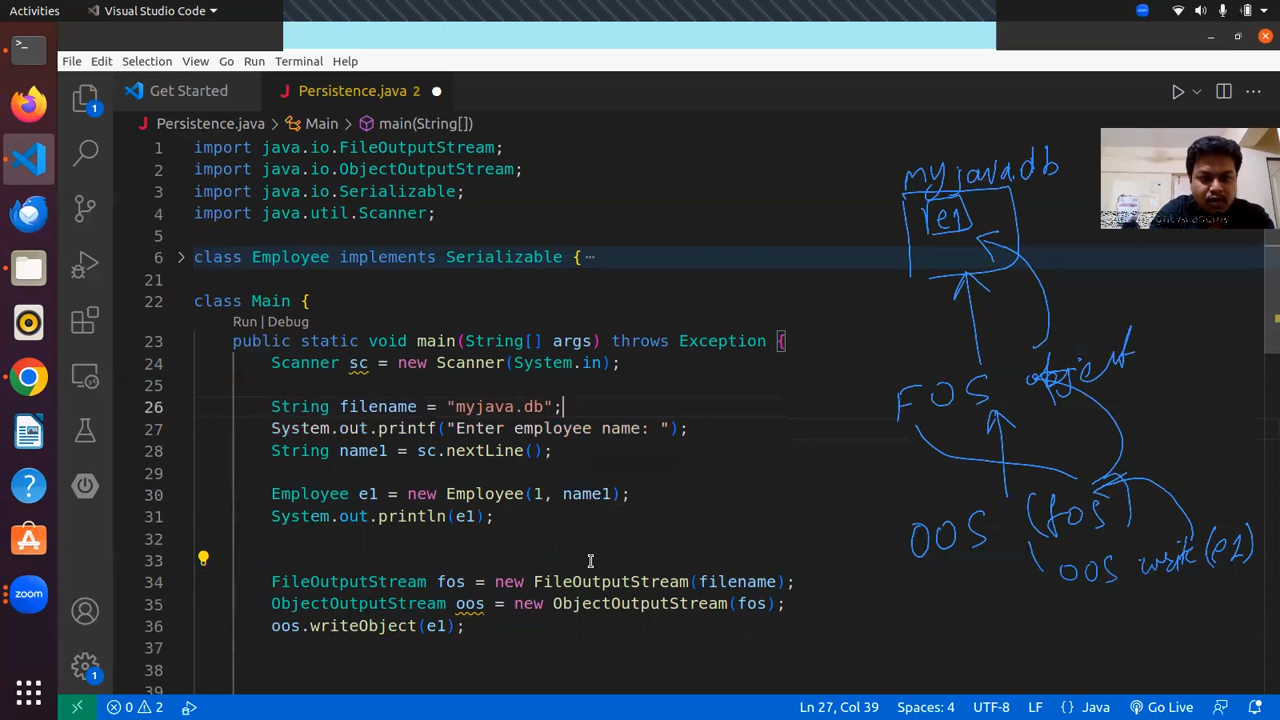 Activities
Visual Studio Code
File Edit Selection View Go Run Terminal Help
Get Started
Persistence.java 2
Persistence.java > Main > main(String[])
1 import java.io.FileOutputStream;
2 import java.io.ObjectOutputStream;
3 import java.io.Serializable;
4 import java.util.Scanner;
5
6 class Employee implements Serializable { ⋯
21
22 class Main {
Run | Debug
23 public static void main(String[] args) throws Exception {
24 Scanner sc = new Scanner(System.in);
25
26 String filename = "myjava.db";
27 System.out.printf("Enter employee name: ");
28 String name1 = sc.nextLine();
29
30 Employee e1 = new Employee(1, name1);
31 System.out.println(e1);
32
33
34 FileOutputStream fos = new FileOutputStream(filename);
35 ObjectOutputStream oos = new ObjectOutputStream(fos);
36 oos.writeObject(e1);
37
38
39
myjava.db
e1
FOS object
OOS (fos)
OOS write(e1)
zoom
1
1
0 2
Ln 27, Col 39 Spaces: 4 UTF-8 LF {} Java Go Live